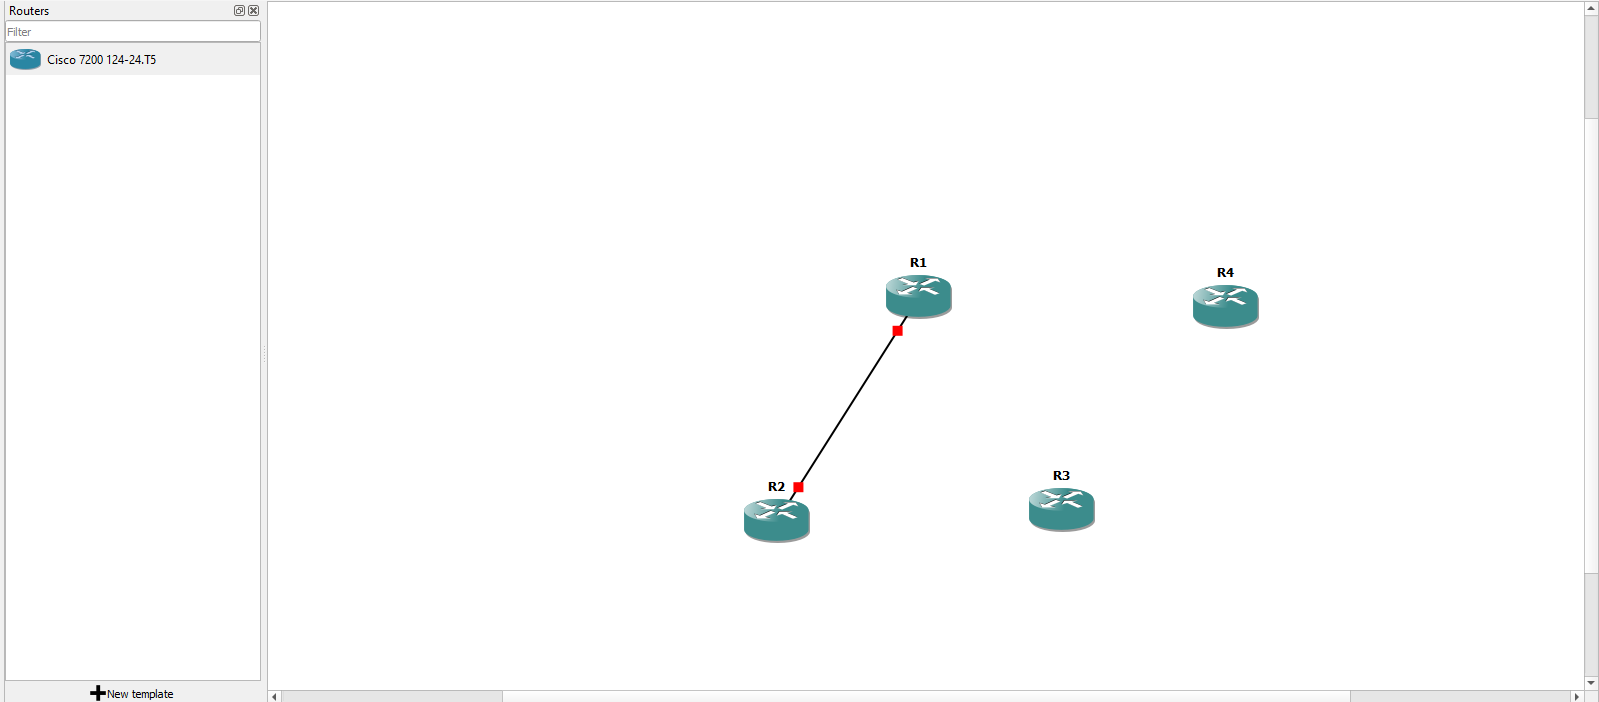 Routers
Filter
Cisco 7200 124-24.T5
New template
R1
R4
R2
R3